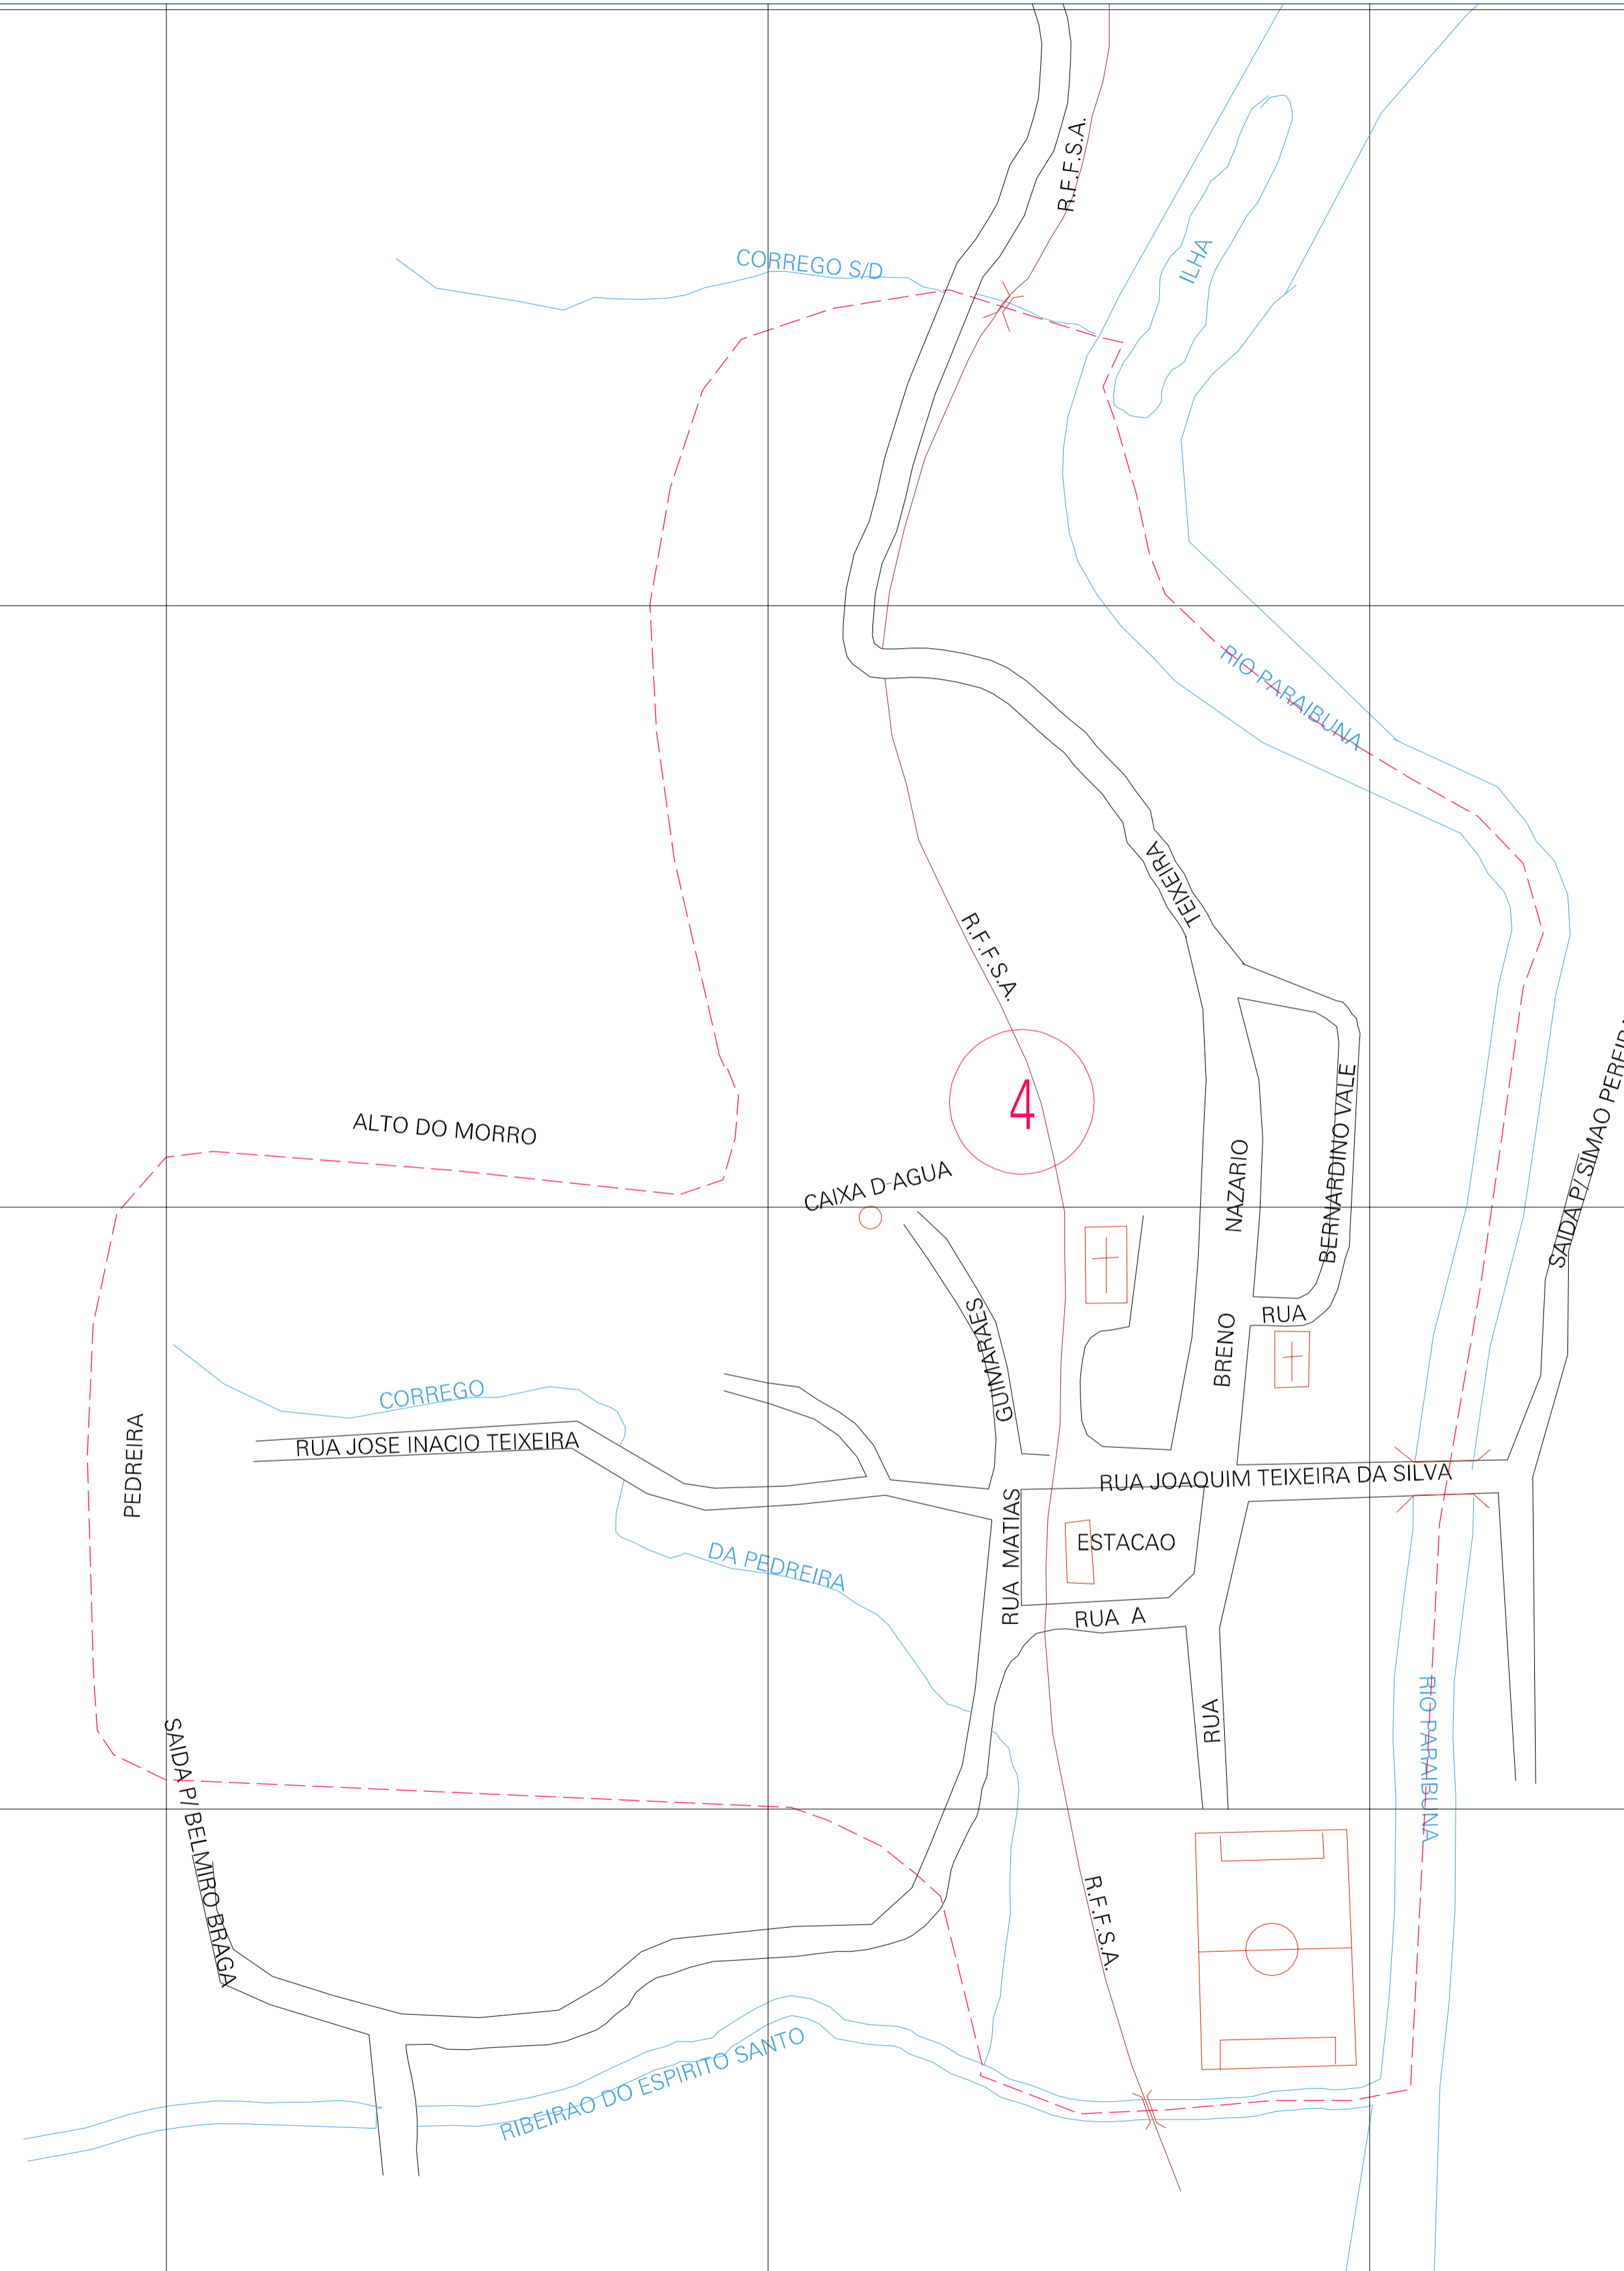 R.F.F.S.A.
CORREGO S/D
ILHA
RIO PARAIBUNA
TEIXEIRA
R.F.F.S.A.
4
ALTO DO MORRO
CAIXA D-AGUA
NAZARIO
BERNARDINO VALE
SAIDA P/ SIMAO PEREIRA
GUIMARAES
BRENO
RUA
CORREGO
PEDREIRA
RUA JOSE INACIO TEIXEIRA
RUA JOAQUIM TEIXEIRA DA SILVA
RUA MATIAS
ESTACAO
DA PEDREIRA
RUA A
RUA
RIO PARAIBUNA
SAIDA P/ BELMIRO BRAGA
R.F.F.S.A.
RIBEIRAO DO ESPIRITO SANTO